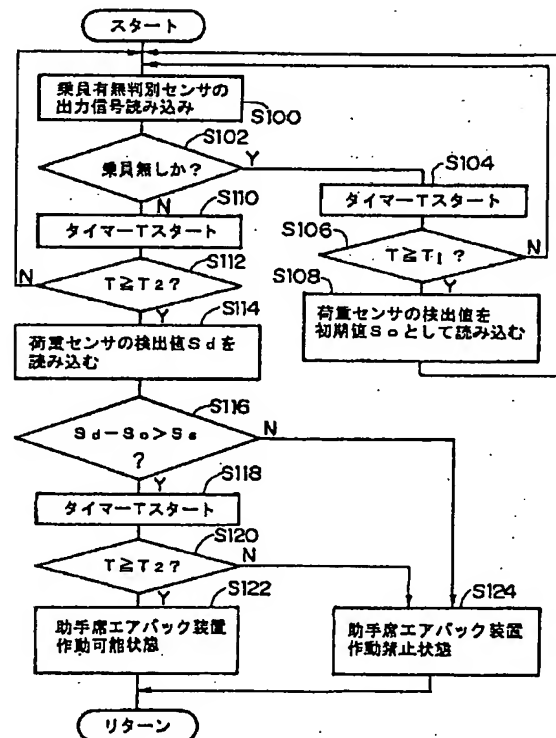 スタート
乗員有無判別センサの
出力信号読み込み
S100
S102
乗員無しか?
Y
N
S104
タイマーTスタート
S106
T≧T1?
N
Y
S108
荷重センサの検出値を
初期値Soとして読み込む
S110
タイマーTスタート
S112
N
T≧T2?
Y
S114
荷重センサの検出値Sdを
読み込む
S116
Sd-So>Ss
?
N
Y
S118
タイマーTスタート
S120
T≧T2?
N
Y
S122
助手席エアバック装置
作動可能状態
S124
助手席エアバック装置
作動禁止状態
リターン